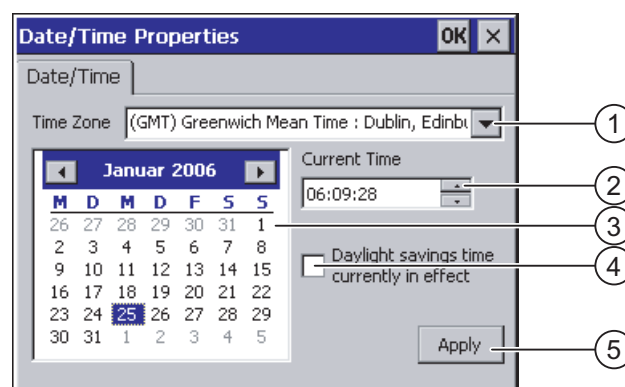 Date/Time Properties OK ×
Date/Time
Time Zone (GMT) Greenwich Mean Time : Dublin, Edinbu
1
Januar 2006
Current Time
06:09:28
2
M D M D F S S
26 27 28 29 30 31 1
3
2 3 4 5 6 7 8
9 10 11 12 13 14 15
16 17 18 19 20 21 22
23 24 25 26 27 28 29
30 31 1 2 3 4 5
Daylight savings time
currently in effect
4
Apply
5